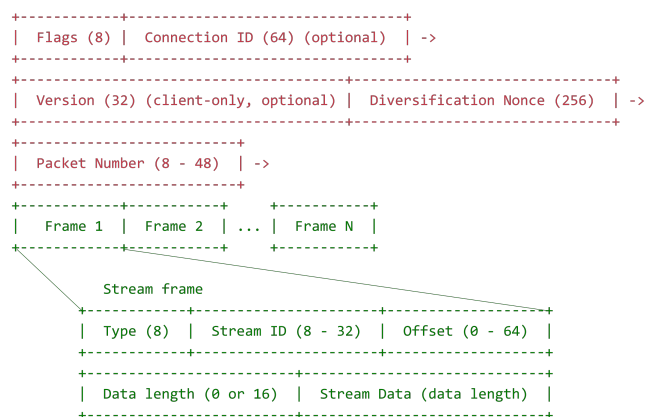 Flags (8) | Connection ID (64) (optional) | ->
Version (32) (client-only, optional) | Diversification Nonce (256) | ->
Packet Number (8 - 48) | ->
Frame 1 | Frame 2 | ... | Frame N |
Stream frame
Type (8) | Stream ID (8 - 32) | Offset (0 - 64) |
Data length (0 or 16) | Stream Data (data length) |